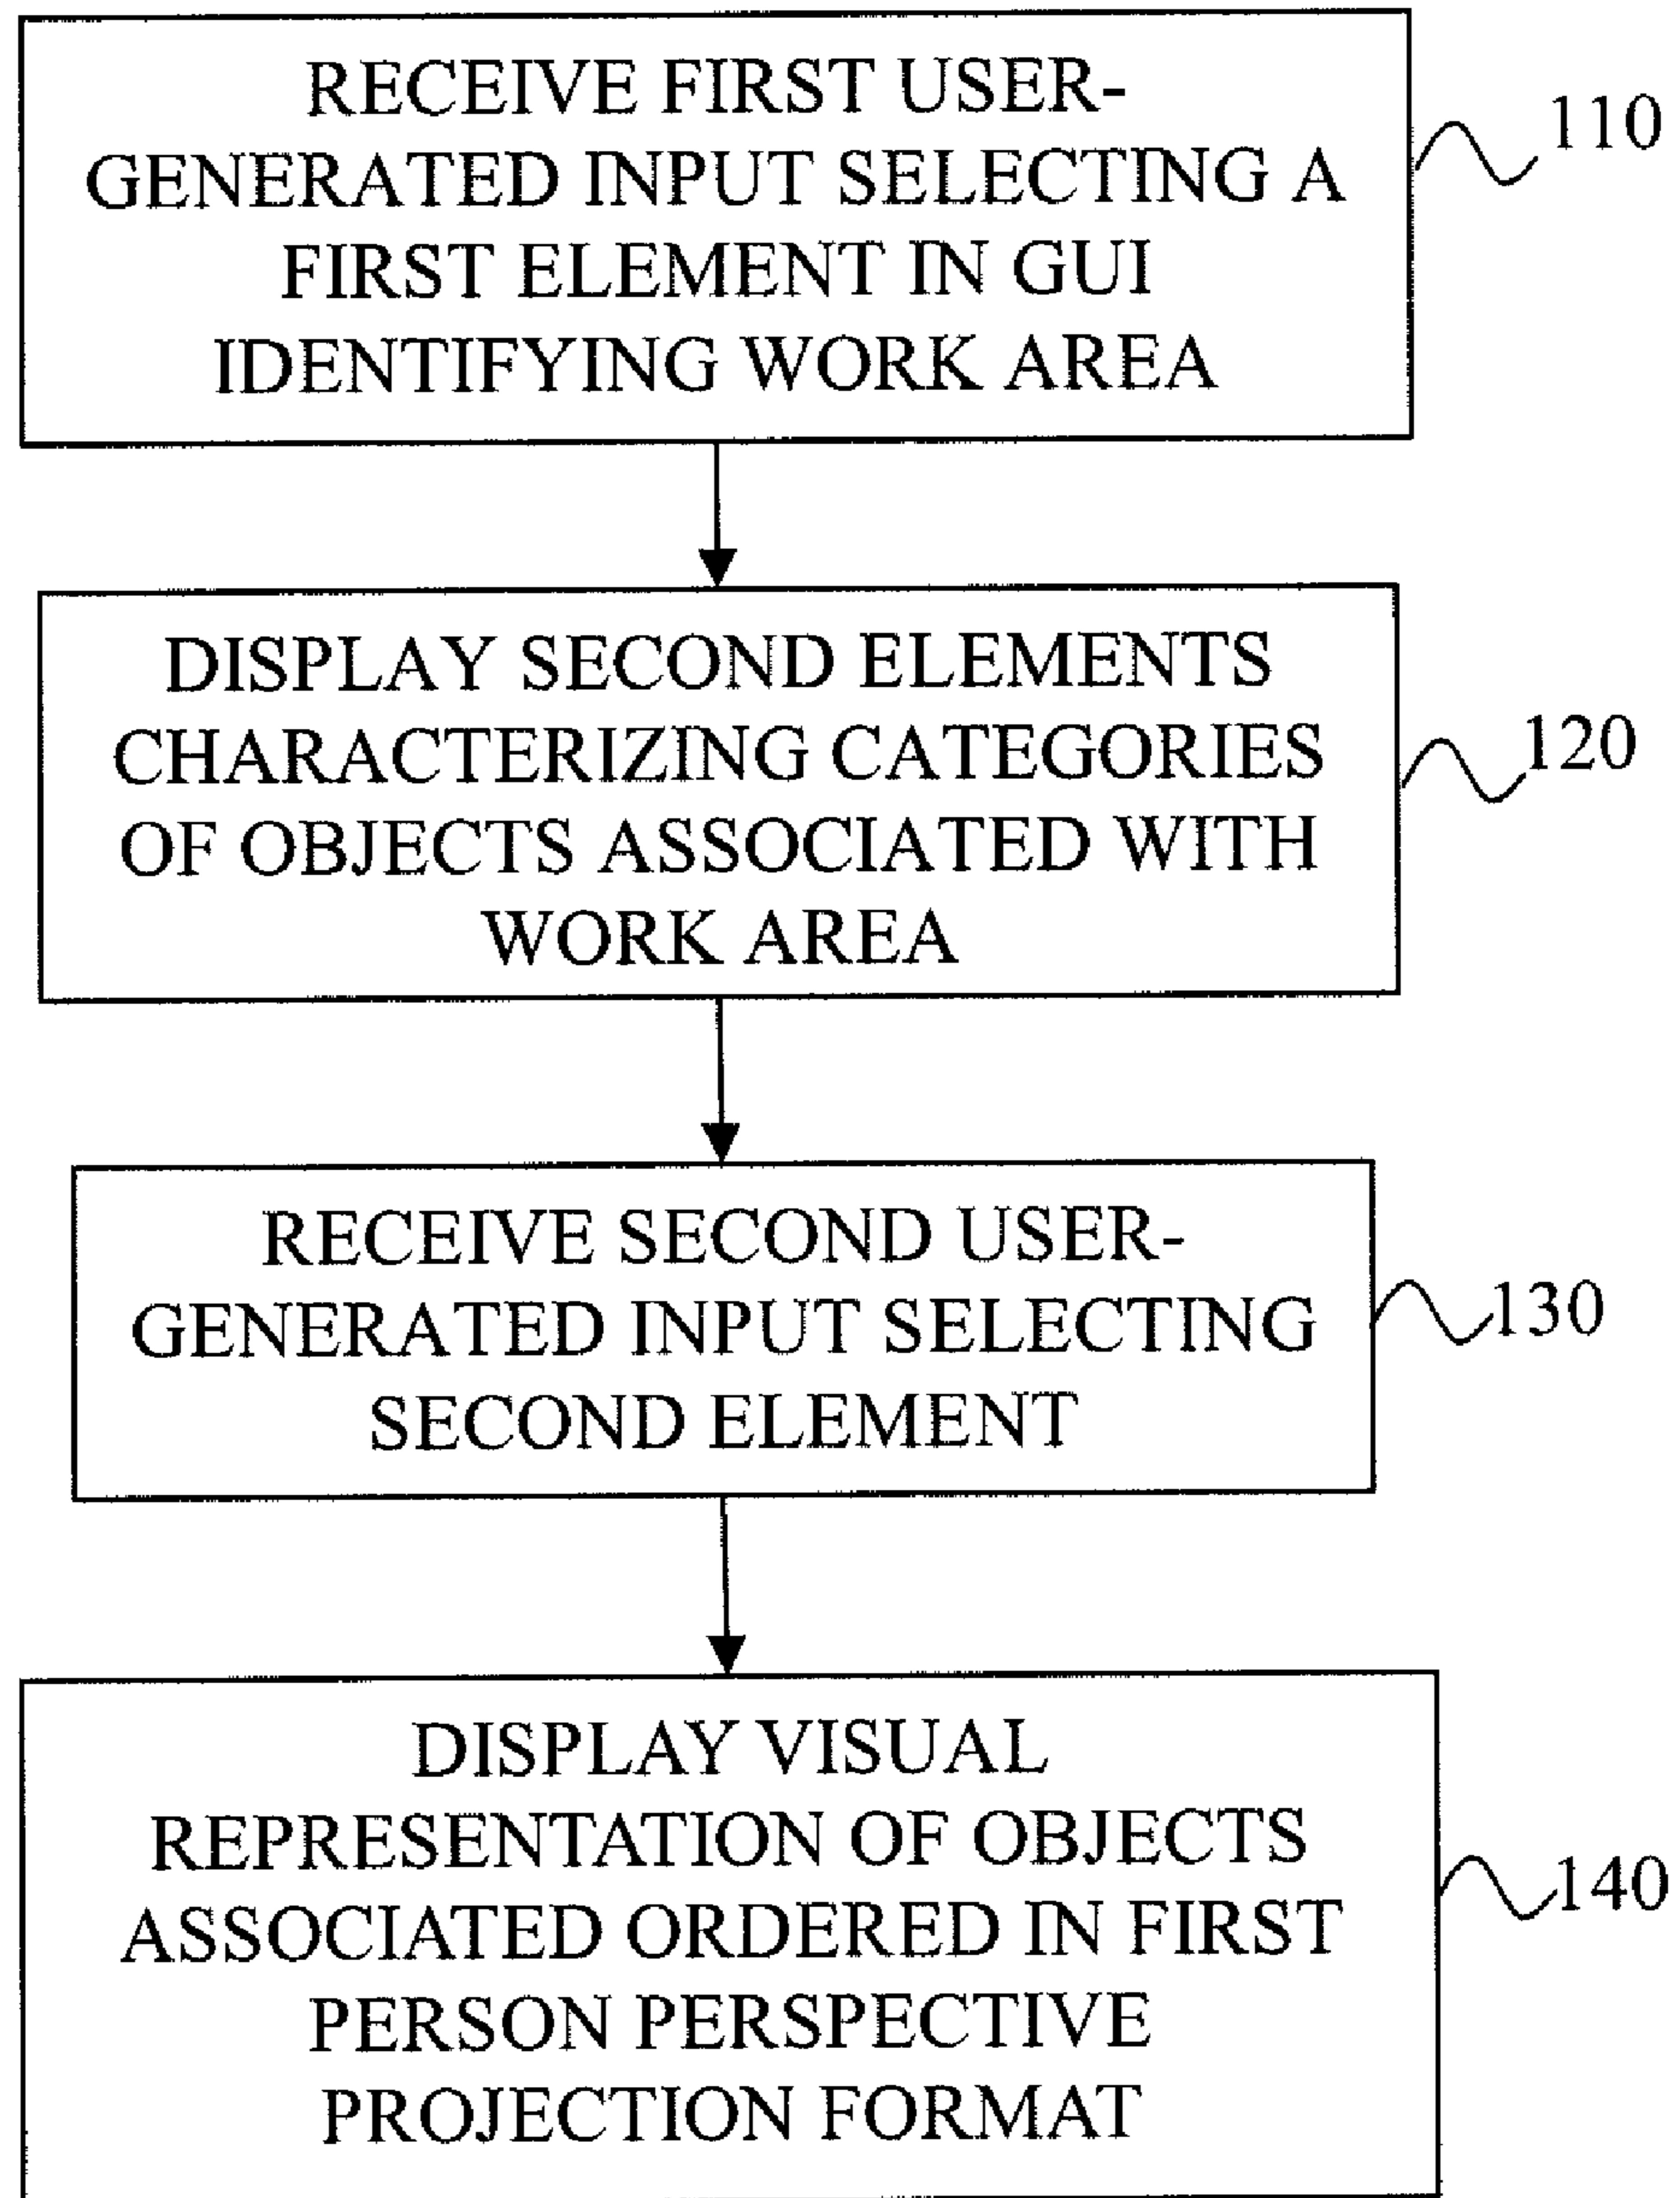 RECEIVE FIRST USER-
GENERATED INPUT SELECTING A
FIRST ELEMENT IN GUI
IDENTIFYING WORK AREA
110
DISPLAY SECOND ELEMENTS
CHARACTERIZING CATEGORIES
OF OBJECTS ASSOCIATED WITH
WORK AREA
120
RECEIVE SECOND USER-
GENERATED INPUT SELECTING
SECOND ELEMENT
130
DISPLAY VISUAL
REPRESENTATION OF OBJECTS
ASSOCIATED ORDERED IN FIRST
PERSON PERSPECTIVE
PROJECTION FORMAT
140